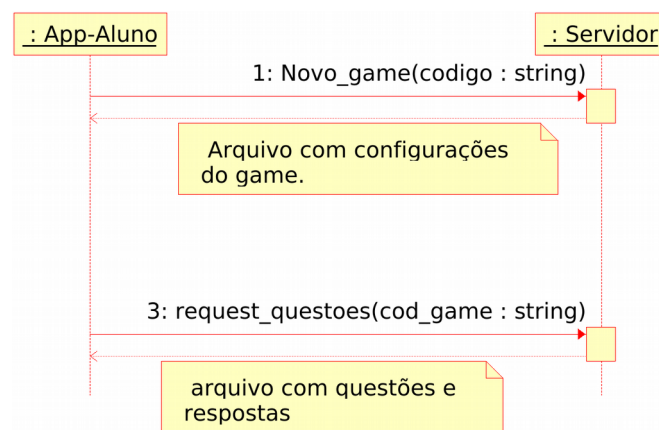 : App-Aluno
: Servidor
1: Novo_game(codigo : string)
Arquivo com configurações
do game.
3: request_questoes(cod_game : string)
arquivo com questões e
respostas